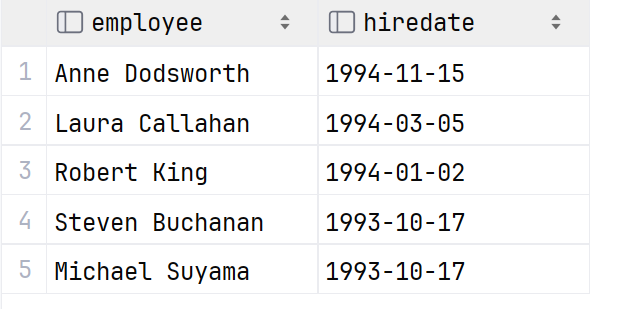 employee hiredate
1 Anne Dodsworth 1994-11-15
2 Laura Callahan 1994-03-05
3 Robert King 1994-01-02
4 Steven Buchanan 1993-10-17
5 Michael Suyama 1993-10-17